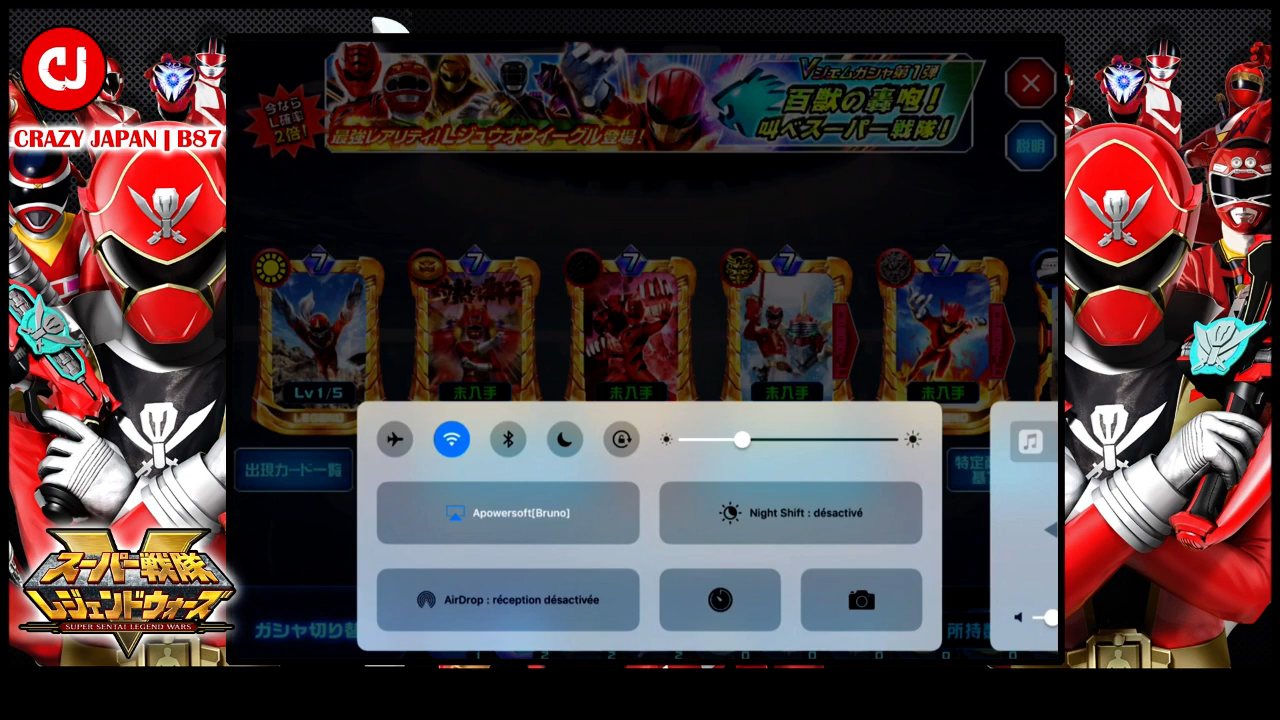 CRAZY JAPAN | B87
今なら
L確率
2倍!
Vジェムガシャ第1弾
百獣の轟咆!
叫べスーパー戦隊!
最強レアリティ!Lジュウオウイーグル登場!
説明
7
7
7
7
7
Lv1/5
未入手
未入手
未入手
未入手
LEGEND
出現カード一覧
Apowersoft[Bruno]
Night Shift : désactivé
AirDrop : réception désactivée
ガシャ切り替
所持数
スーパー戦隊
レジェンドウォーズ
SUPER SENTAI LEGEND WARS